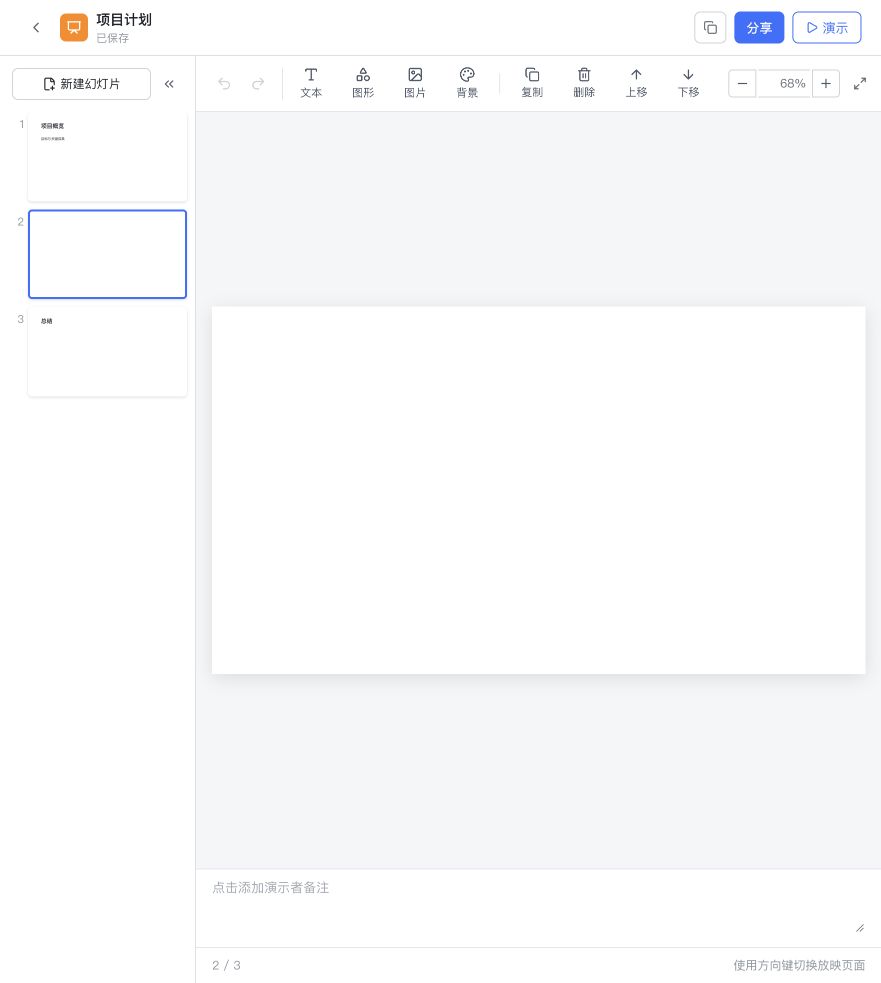 项目计划
已保存
分享
演示
新建幻灯片
文本
图形
图片
背景
复制
删除
上移
下移
68%
1
项目概览
2
3
总结
点击添加演示者备注
2 / 3
使用方向键切换放映页面